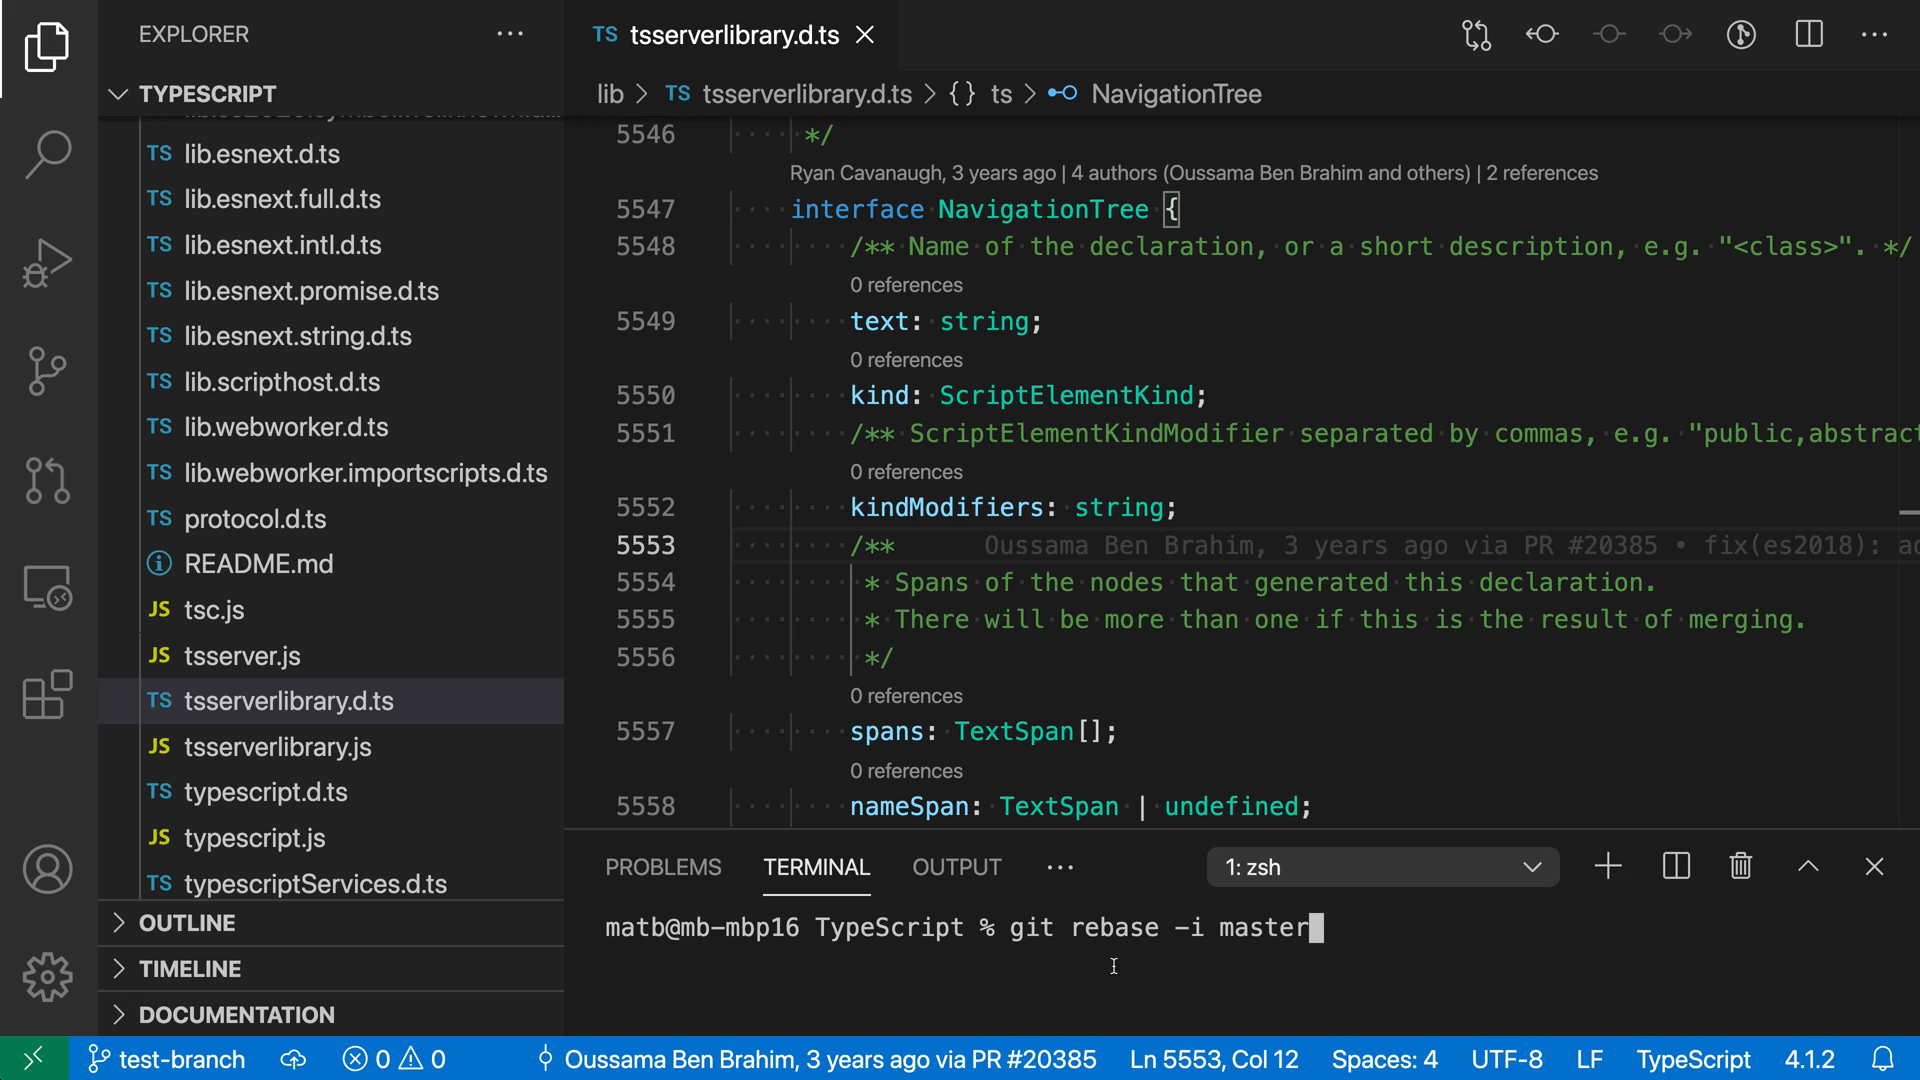 EXPLORER
TYPESCRIPT
TS lib.esnext.d.ts
TS lib.esnext.full.d.ts
TS lib.esnext.intl.d.ts
TS lib.esnext.promise.d.ts
TS lib.esnext.string.d.ts
TS lib.scripthost.d.ts
TS lib.webworker.d.ts
TS lib.webworker.importscripts.d.ts
TS protocol.d.ts
README.md
JS tsc.js
JS tsserver.js
TS tsserverlibrary.d.ts
JS tsserverlibrary.js
TS typescript.d.ts
JS typescript.js
TS typescriptServices.d.ts
OUTLINE
TIMELINE
DOCUMENTATION
TS tsserverlibrary.d.ts
lib > TS tsserverlibrary.d.ts > {} ts > NavigationTree
5546 */
Ryan Cavanaugh, 3 years ago | 4 authors (Oussama Ben Brahim and others) | 2 references
5547 interface NavigationTree {
5548 /** Name of the declaration, or a short description, e.g. "<class>". */
0 references
5549 text: string;
0 references
5550 kind: ScriptElementKind;
5551 /** ScriptElementKindModifier separated by commas, e.g. "public,abstract
0 references
5552 kindModifiers: string;
5553 /** Oussama Ben Brahim, 3 years ago via PR #20385 • fix(es2018):
5554 * Spans of the nodes that generated this declaration.
5555 * There will be more than one if this is the result of merging.
5556 */
0 references
5557 spans: TextSpan[];
0 references
5558 nameSpan: TextSpan | undefined;
PROBLEMS TERMINAL OUTPUT 1: zsh
matb@mb-mbp16 TypeScript % git rebase -i master
test-branch 0 0 Oussama Ben Brahim, 3 years ago via PR #20385 Ln 5553, Col 12 Spaces: 4 UTF-8 LF TypeScript 4.1.2